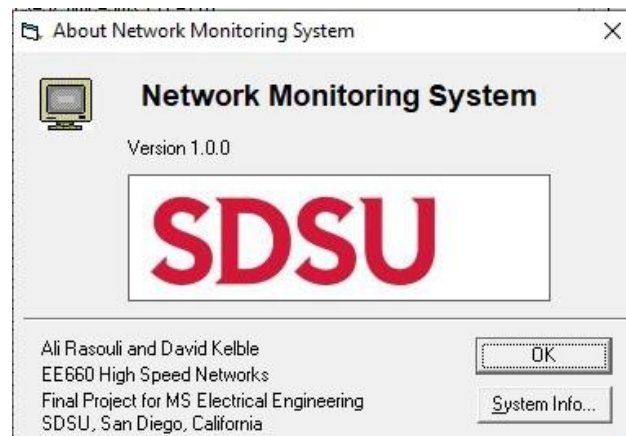 About Network Monitoring System
Network Monitoring System
Version 1.0.0
SDSU
Ali Rasouli and David Kelble
EE660 High Speed Networks
Final Project for MS Electrical Engineering
SDSU, San Diego, California
OK
System Info...